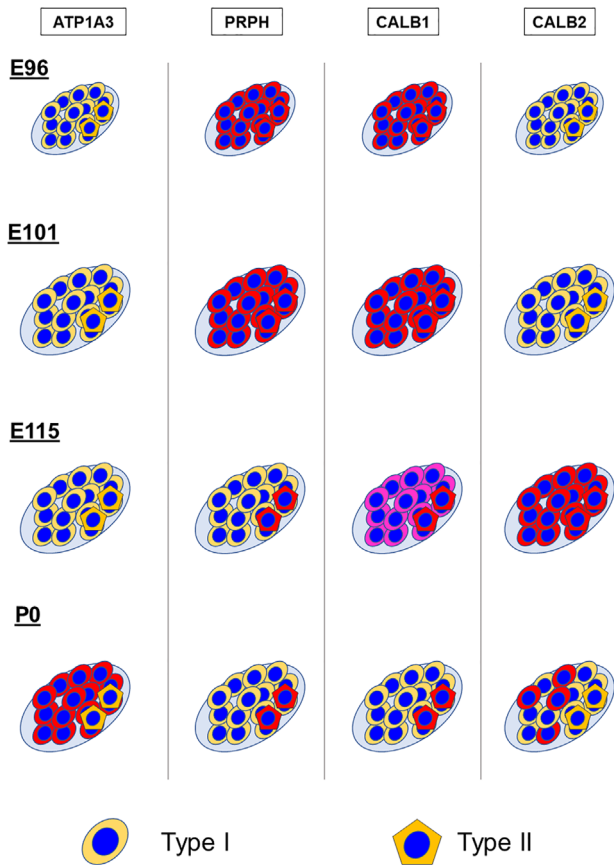 ATP1A3 PRPH CALB1 CALB2
E96
E101
E115
P0
Type I Type II